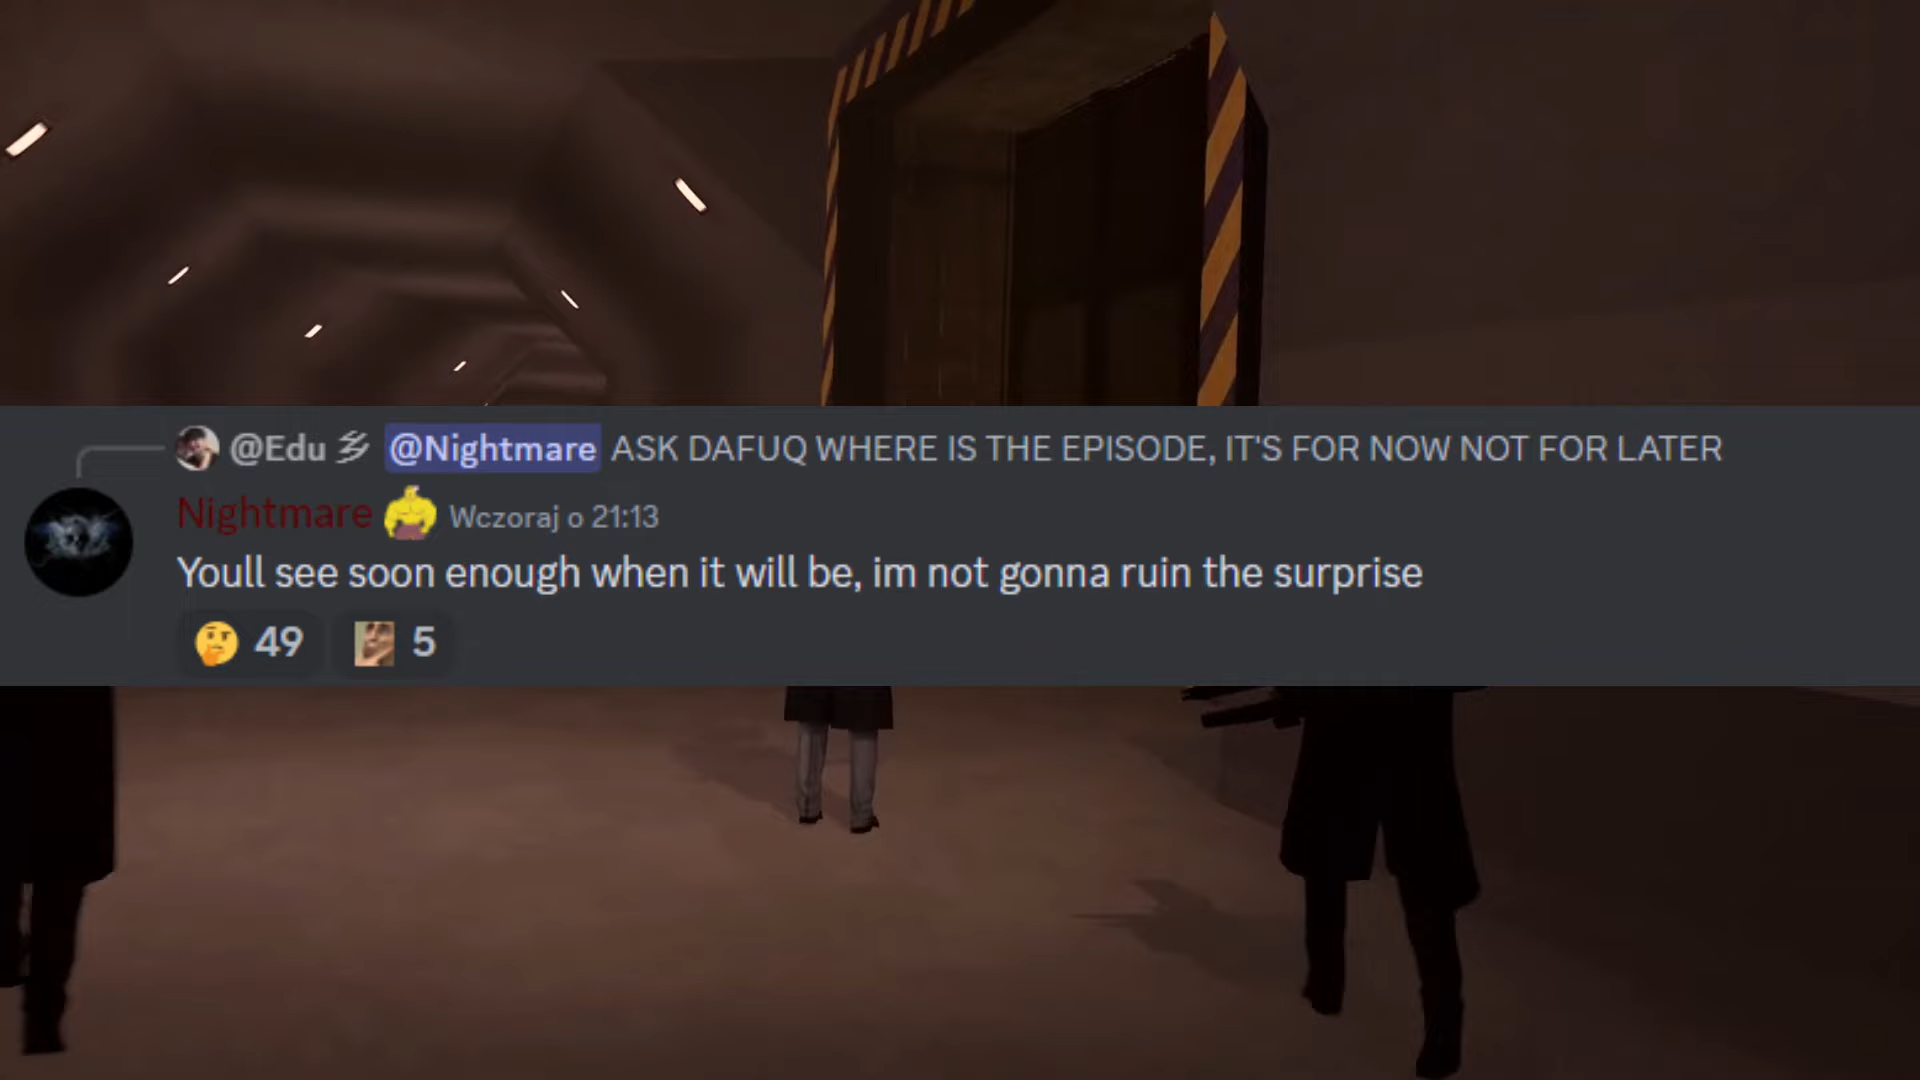 @Edu 乡 @Nightmare ASK DAFUQ WHERE IS THE EPISODE, IT'S FOR NOW NOT FOR LATER
Nightmare Wczoraj o 21:13
Youll see soon enough when it will be, im not gonna ruin the surprise
49 5